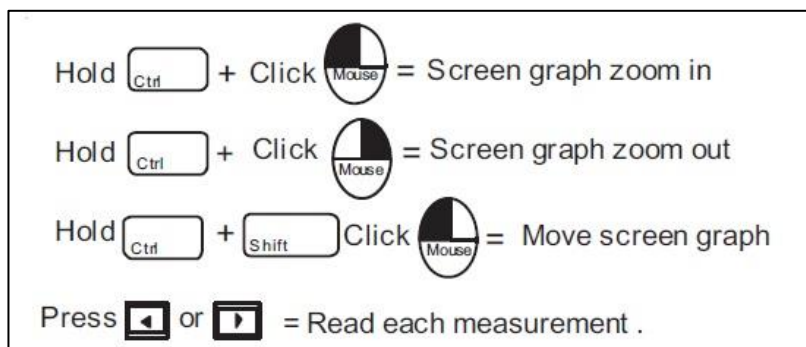 Hold Ctrl + Click Mouse = Screen graph zoom in
Hold Ctrl + Click Mouse = Screen graph zoom out
Hold Ctrl + Shift Click Mouse = Move screen graph
Press ◄ or ► = Read each measurement .